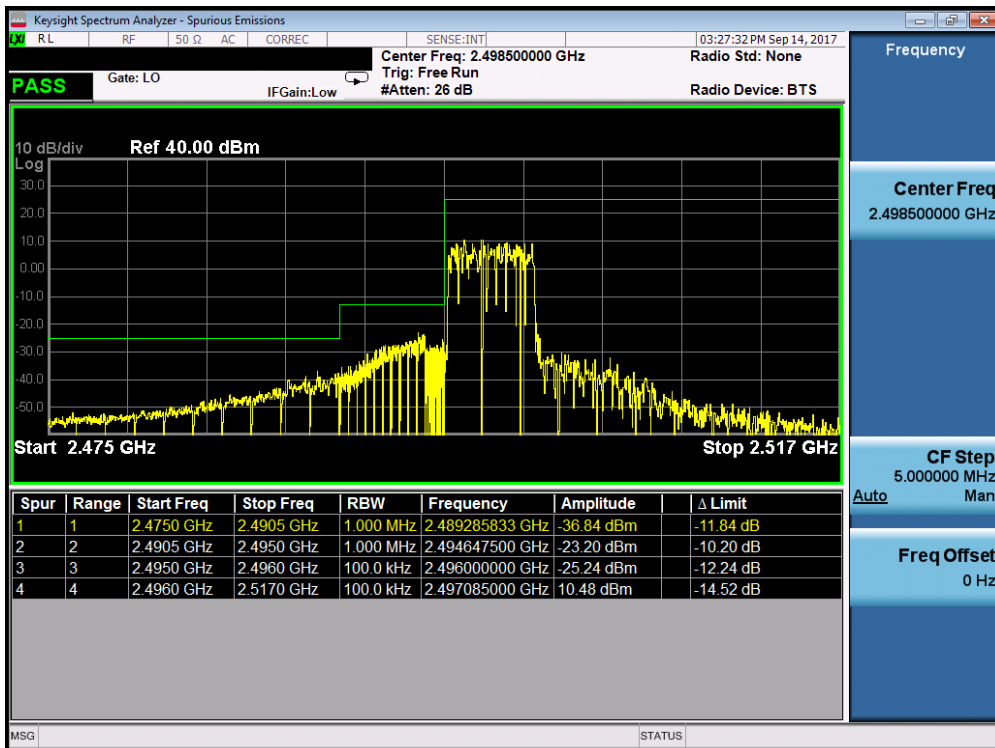 Keysight Spectrum Analyzer - Spurious Emissions
LXI RL RF 50 Ω AC CORREC SENSE:INT 03:27:32 PM Sep 14, 2017
Center Freq: 2.498500000 GHz Radio Std: None
PASS Gate: LO Trig: Free Run
IFGain:Low #Atten: 26 dB Radio Device: BTS
10 dB/div Ref 40.00 dBm
Log
30.0
20.0
10.0
0.00
-10.0
-20.0
-30.0
-40.0
-50.0
Start 2.475 GHz Stop 2.517 GHz
Spur Range Start Freq Stop Freq RBW Frequency Amplitude Δ Limit
1 1 2.4750 GHz 2.4905 GHz 1.000 MHz 2.489285833 GHz -36.84 dBm -11.84 dB
2 2 2.4905 GHz 2.4950 GHz 1.000 MHz 2.494647500 GHz -23.20 dBm -10.20 dB
3 3 2.4950 GHz 2.4960 GHz 100.0 kHz 2.496000000 GHz -25.24 dBm -12.24 dB
4 4 2.4960 GHz 2.5170 GHz 100.0 kHz 2.497085000 GHz 10.48 dBm -14.52 dB
Frequency
Center Freq
2.498500000 GHz
CF Step
5.000000 MHz
Auto Man
Freq Offset
0 Hz
MSG STATUS